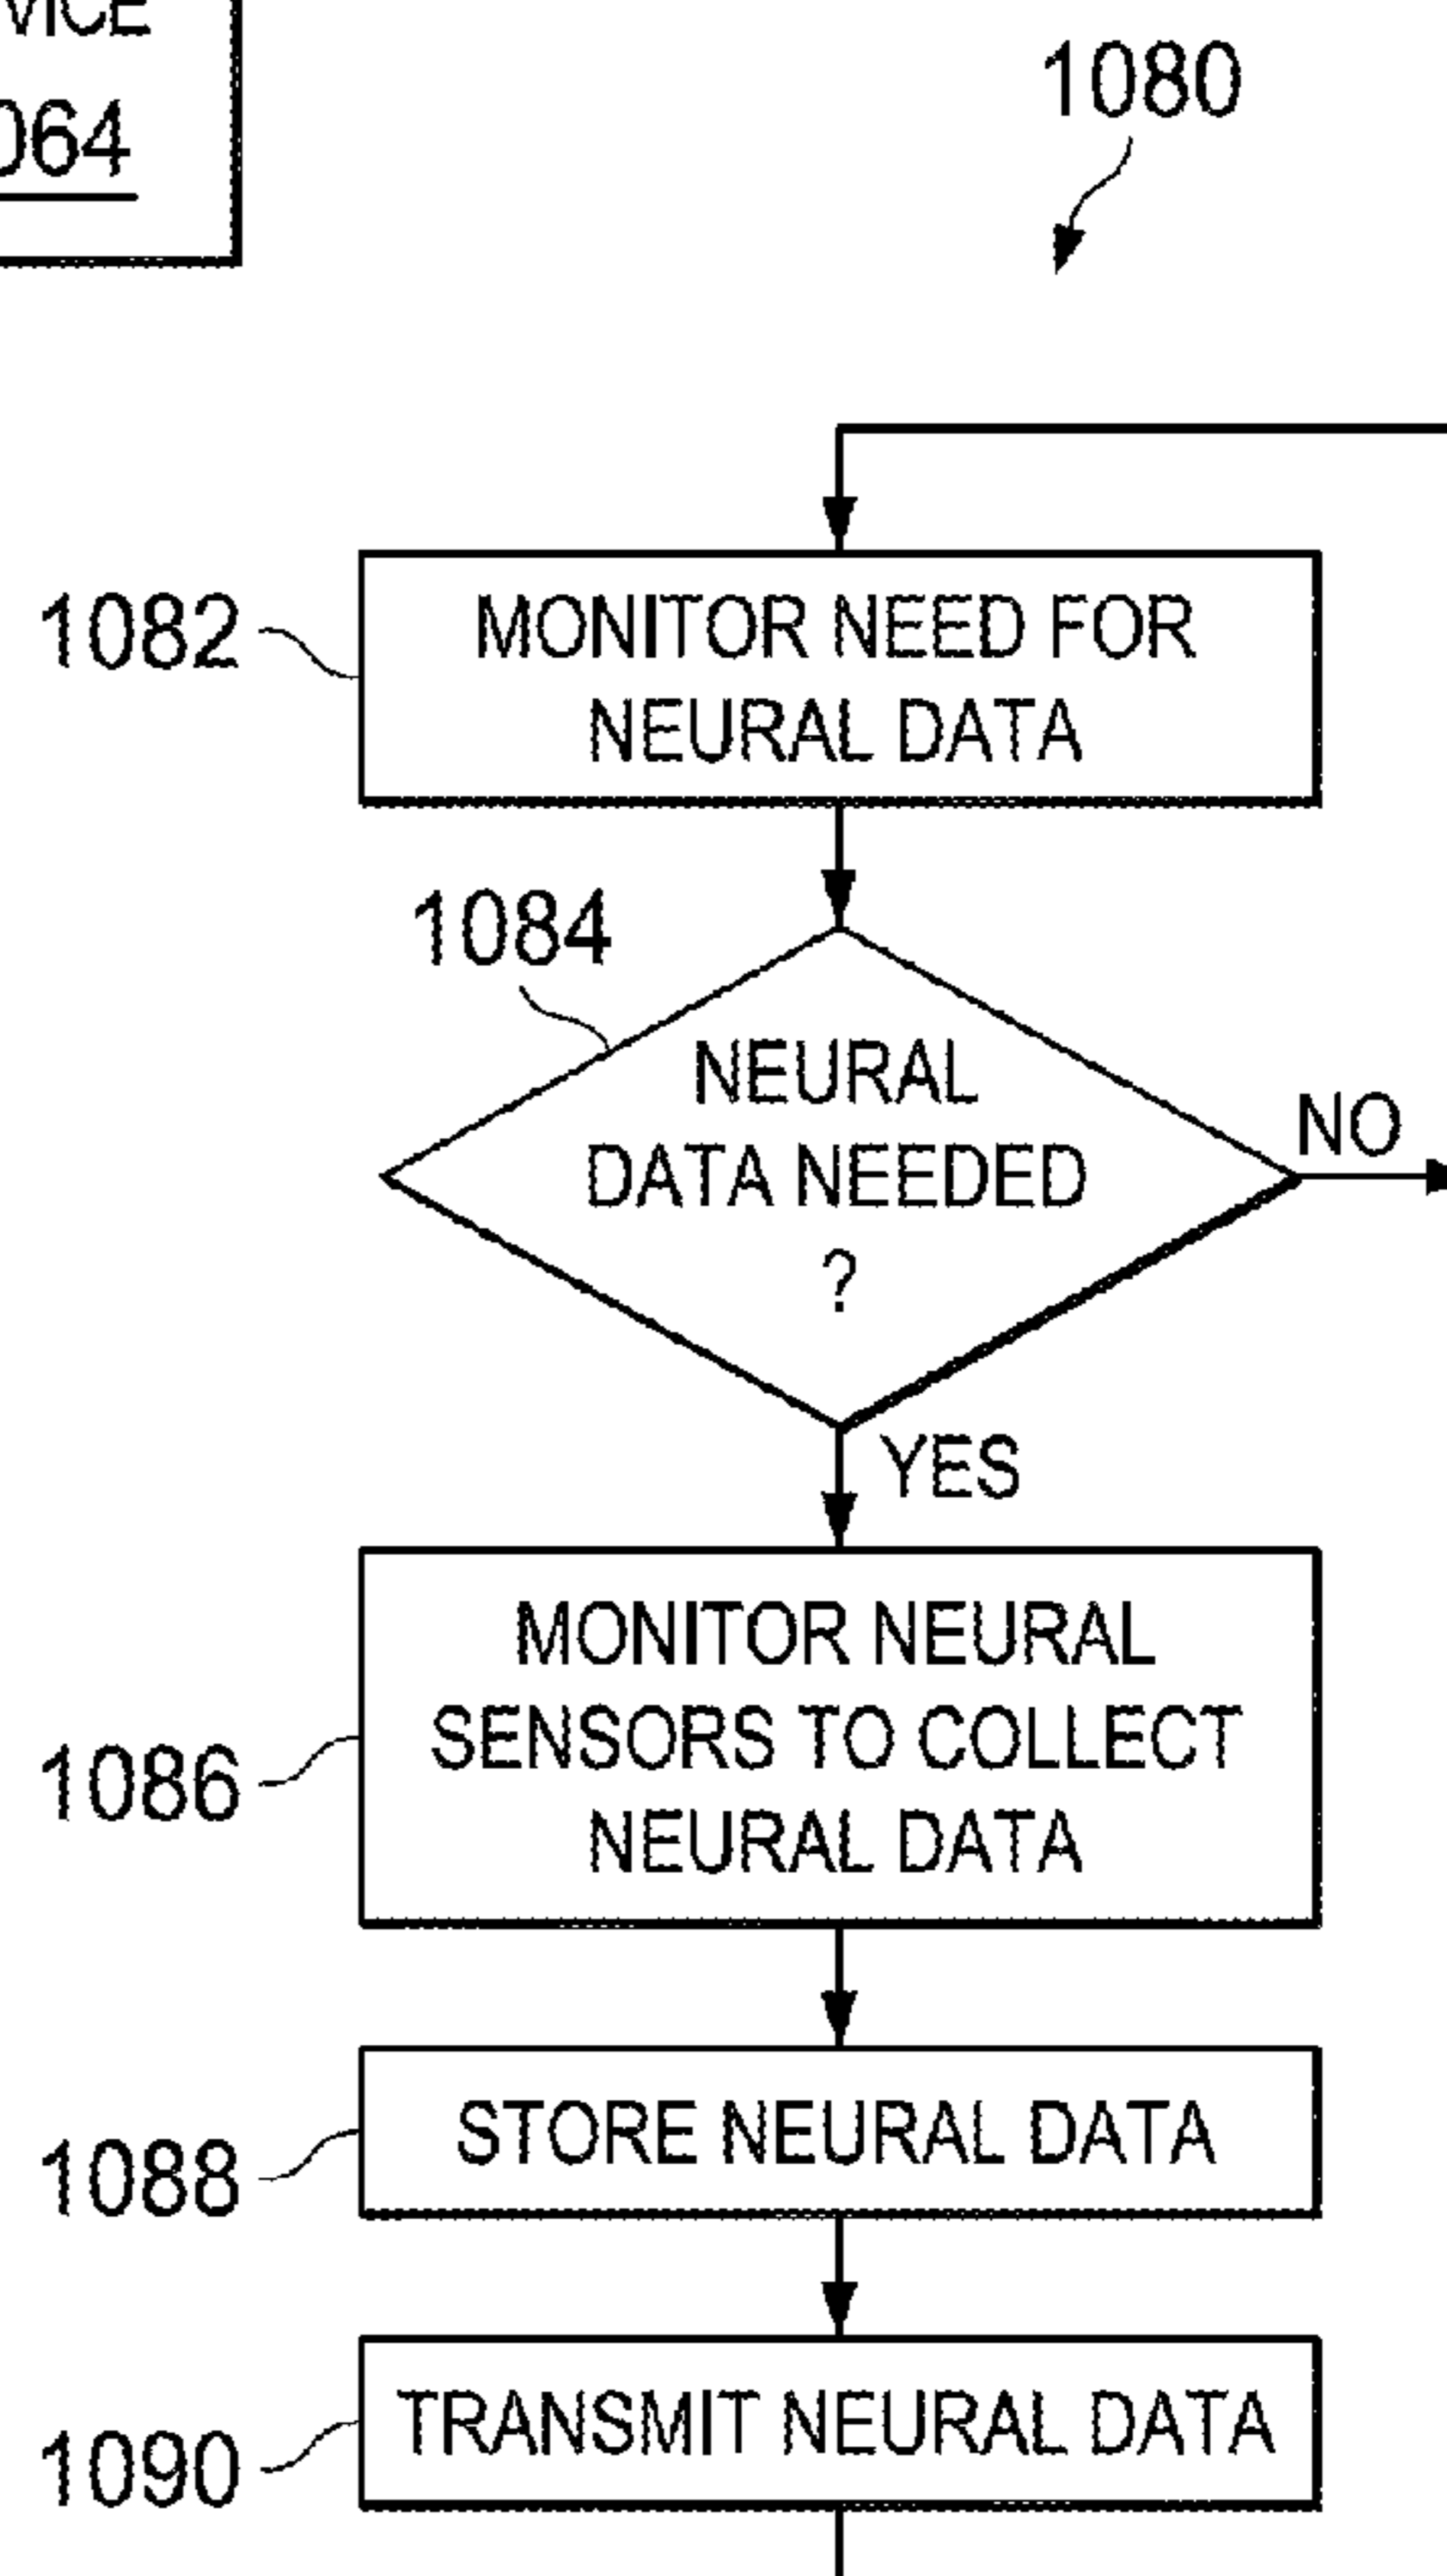 064
1080
1082
MONITOR NEED FOR
NEURAL DATA
1084
NEURAL
DATA NEEDED
?
NO
YES
MONITOR NEURAL
SENSORS TO COLLECT
NEURAL DATA
1086
STORE NEURAL DATA
1088
TRANSMIT NEURAL DATA
1090